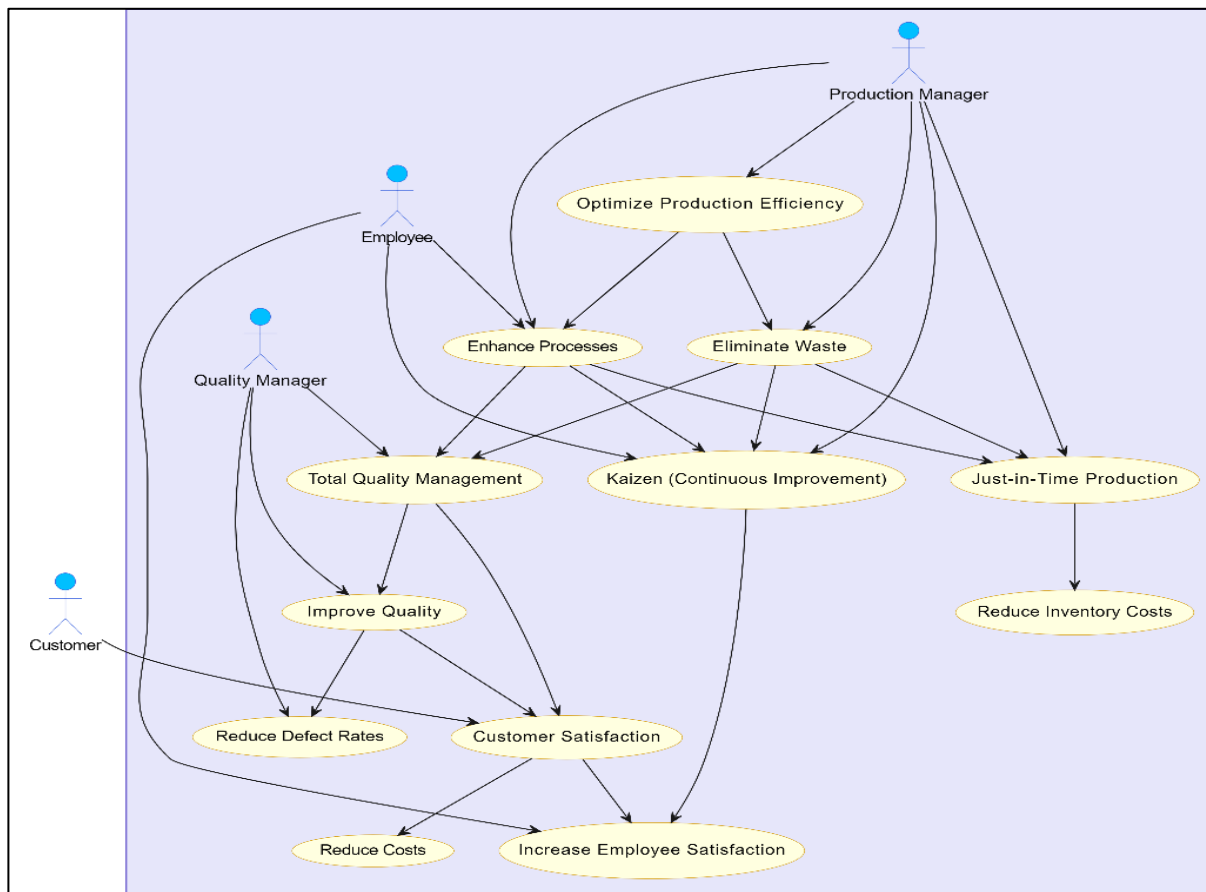 Production Manager
Optimize Production Efficiency
Employee
Enhance Processes
Eliminate Waste
Quality Manager
Total Quality Management
Kaizen (Continuous Improvement)
Just-in-Time Production
Improve Quality
Reduce Inventory Costs
Customer
Reduce Defect Rates
Customer Satisfaction
Reduce Costs
Increase Employee Satisfaction